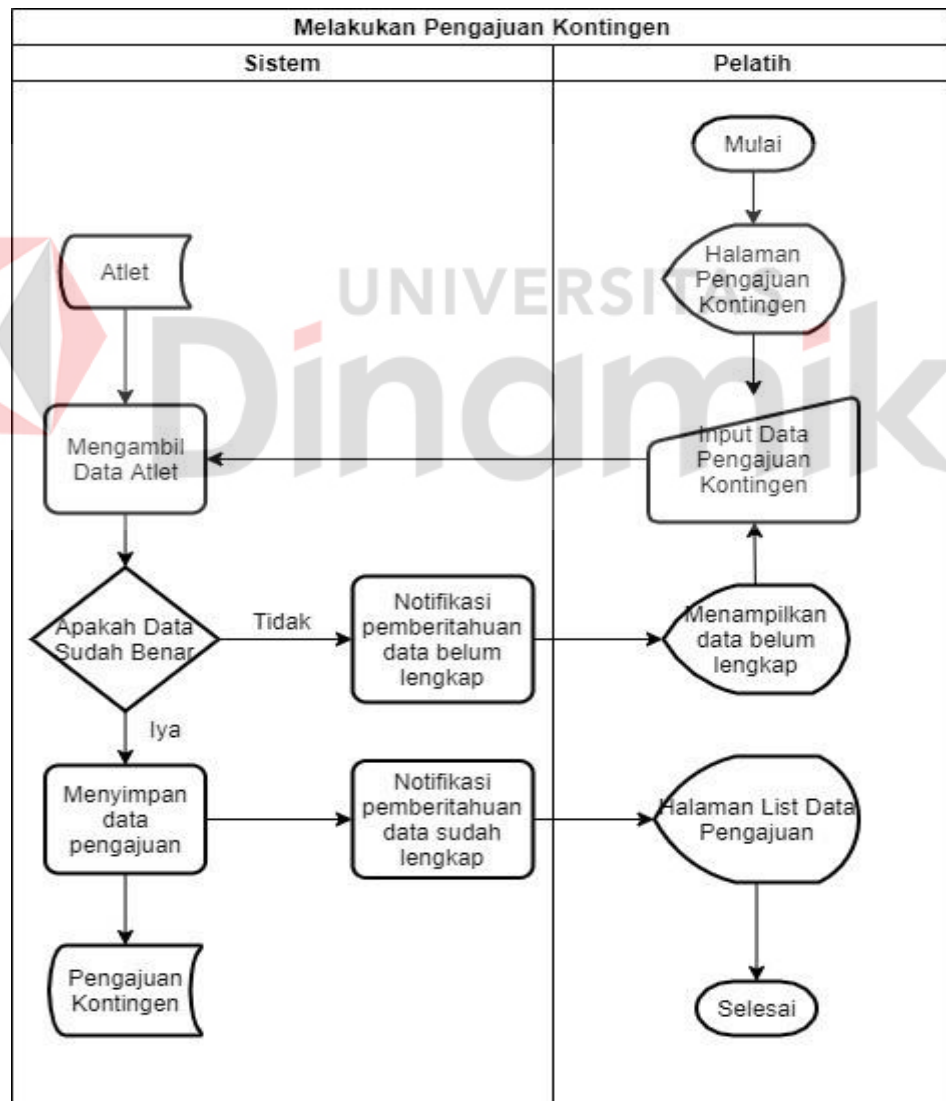 Melakukan Pengajuan Kontingen
Sistem
Pelatih
Mulai
Halaman
Pengajuan
Kontingen
Atlet
UNIVERSITAS
Dinamika
Input Data
Pengajuan
Kontingen
Mengambil
Data Atlet
Apakah Data
Sudah Benar
Tidak
Notifikasi
pemberitahuan
data belum
lengkap
Menampilkan
data belum
lengkap
Iya
Menyimpan
data
pengajuan
Notifikasi
pemberitahuan
data sudah
lengkap
Halaman List Data
Pengajuan
Pengajuan
Kontingen
Selesai